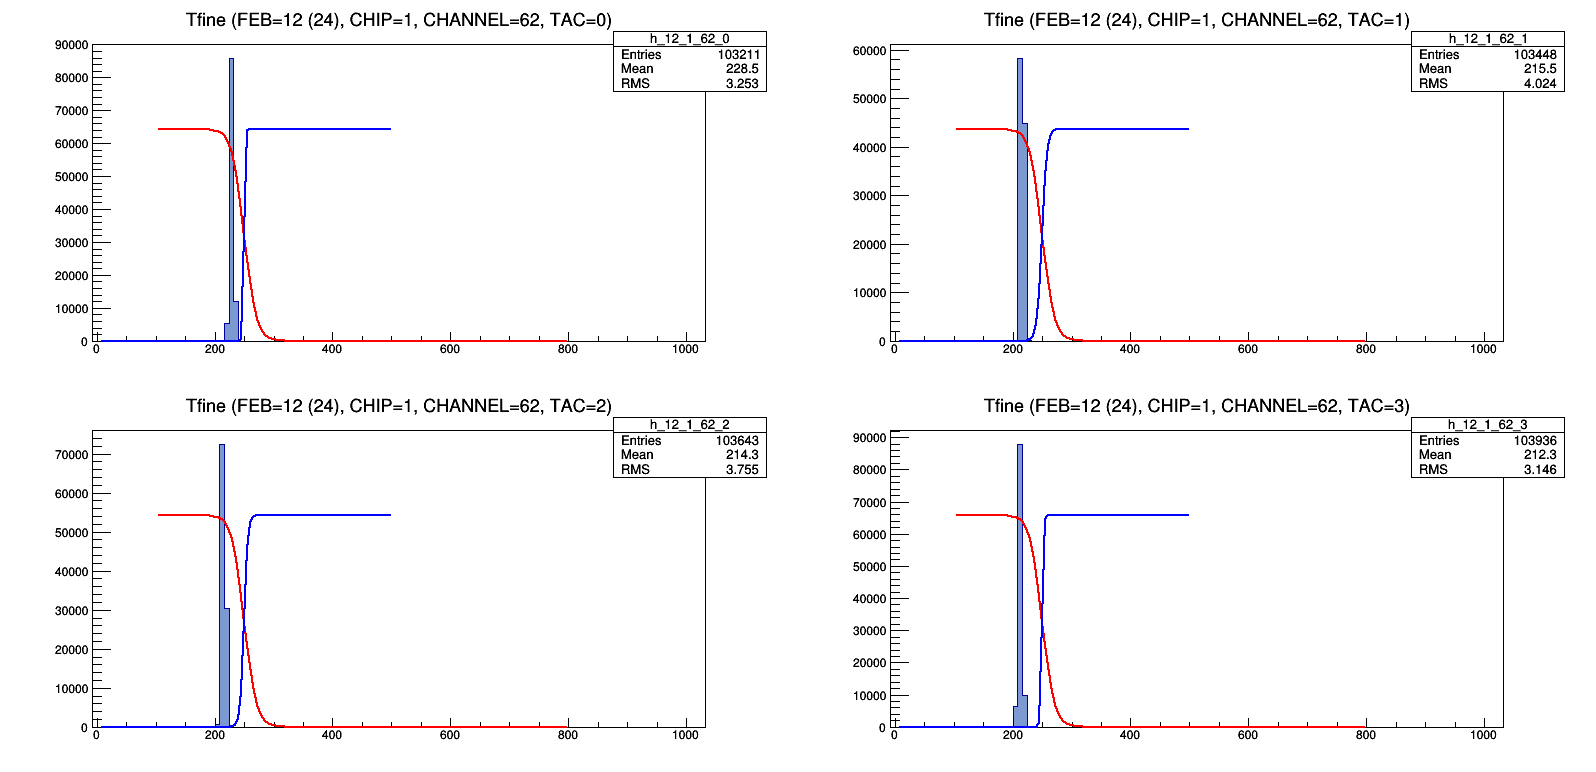 Tfine (FEB=12 (24), CHIP=1, CHANNEL=62, TAC=0)
h_12_1_62_0
Entries 103211
Mean 228.5
RMS 3.253
90000
80000
70000
60000
50000
40000
30000
20000
10000
0
0 200 400 600 800 1000
Tfine (FEB=12 (24), CHIP=1, CHANNEL=62, TAC=1)
h_12_1_62_1
Entries 103448
Mean 215.5
RMS 4.024
60000
50000
40000
30000
20000
10000
0
0 200 400 600 800 1000
Tfine (FEB=12 (24), CHIP=1, CHANNEL=62, TAC=2)
h_12_1_62_2
Entries 103643
Mean 214.3
RMS 3.755
70000
60000
50000
40000
30000
20000
10000
0
0 200 400 600 800 1000
Tfine (FEB=12 (24), CHIP=1, CHANNEL=62, TAC=3)
h_12_1_62_3
Entries 103936
Mean 212.3
RMS 3.146
90000
80000
70000
60000
50000
40000
30000
20000
10000
0
0 200 400 600 800 1000